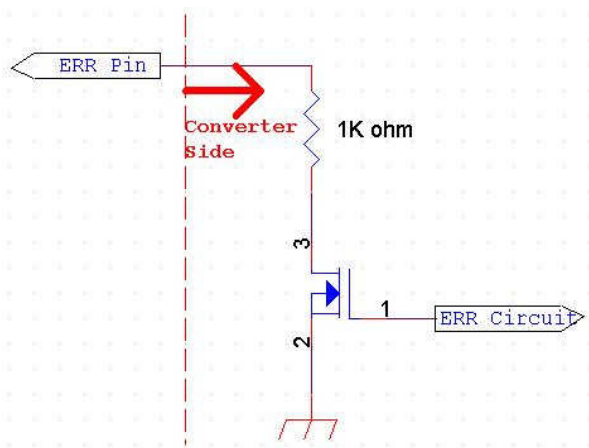 ERR Pin
Converter
Side
1K ohm
3
1
ERR Circuit
2